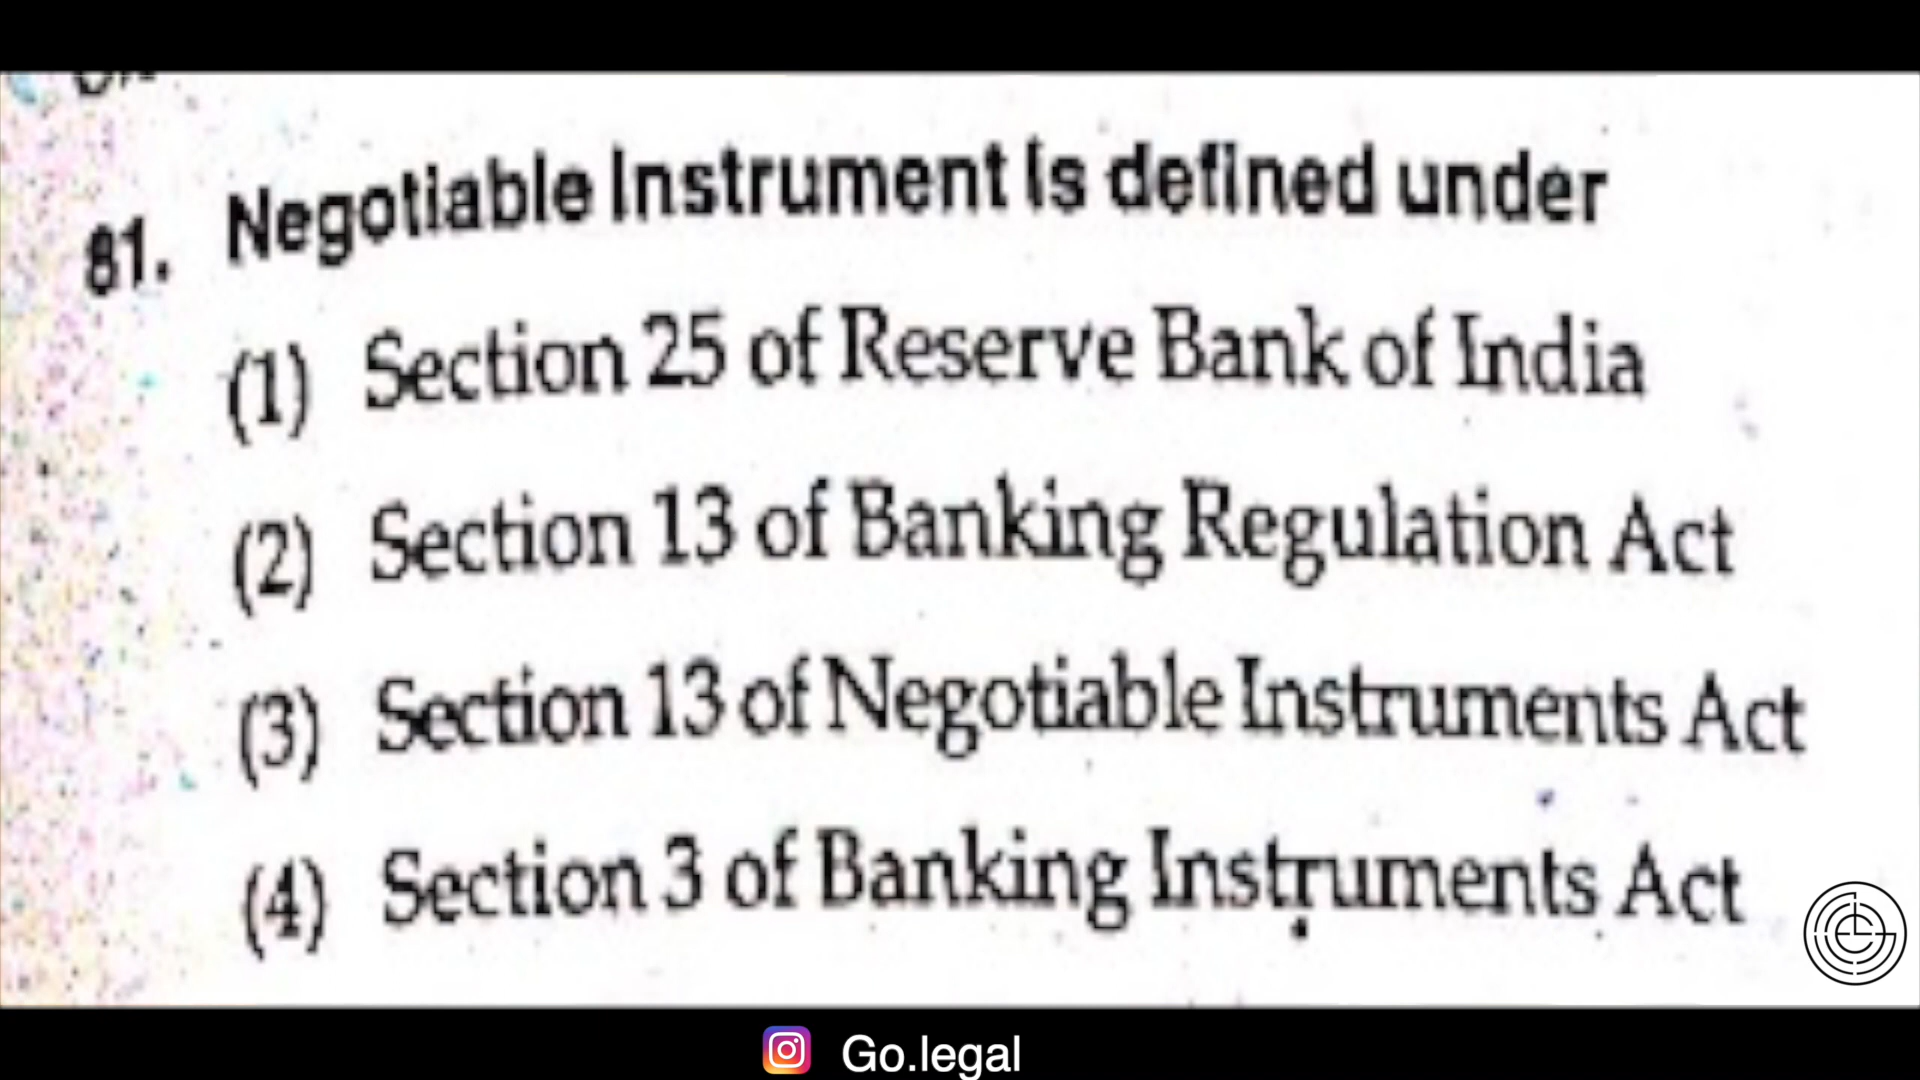 81. Negotiable Instrument is defined under
(1) Section 25 of Reserve Bank of India
(2) Section 13 of Banking Regulation Act
(3) Section 13 of Negotiable Instruments Act
(4) Section 3 of Banking Instruments Act
Go.legal